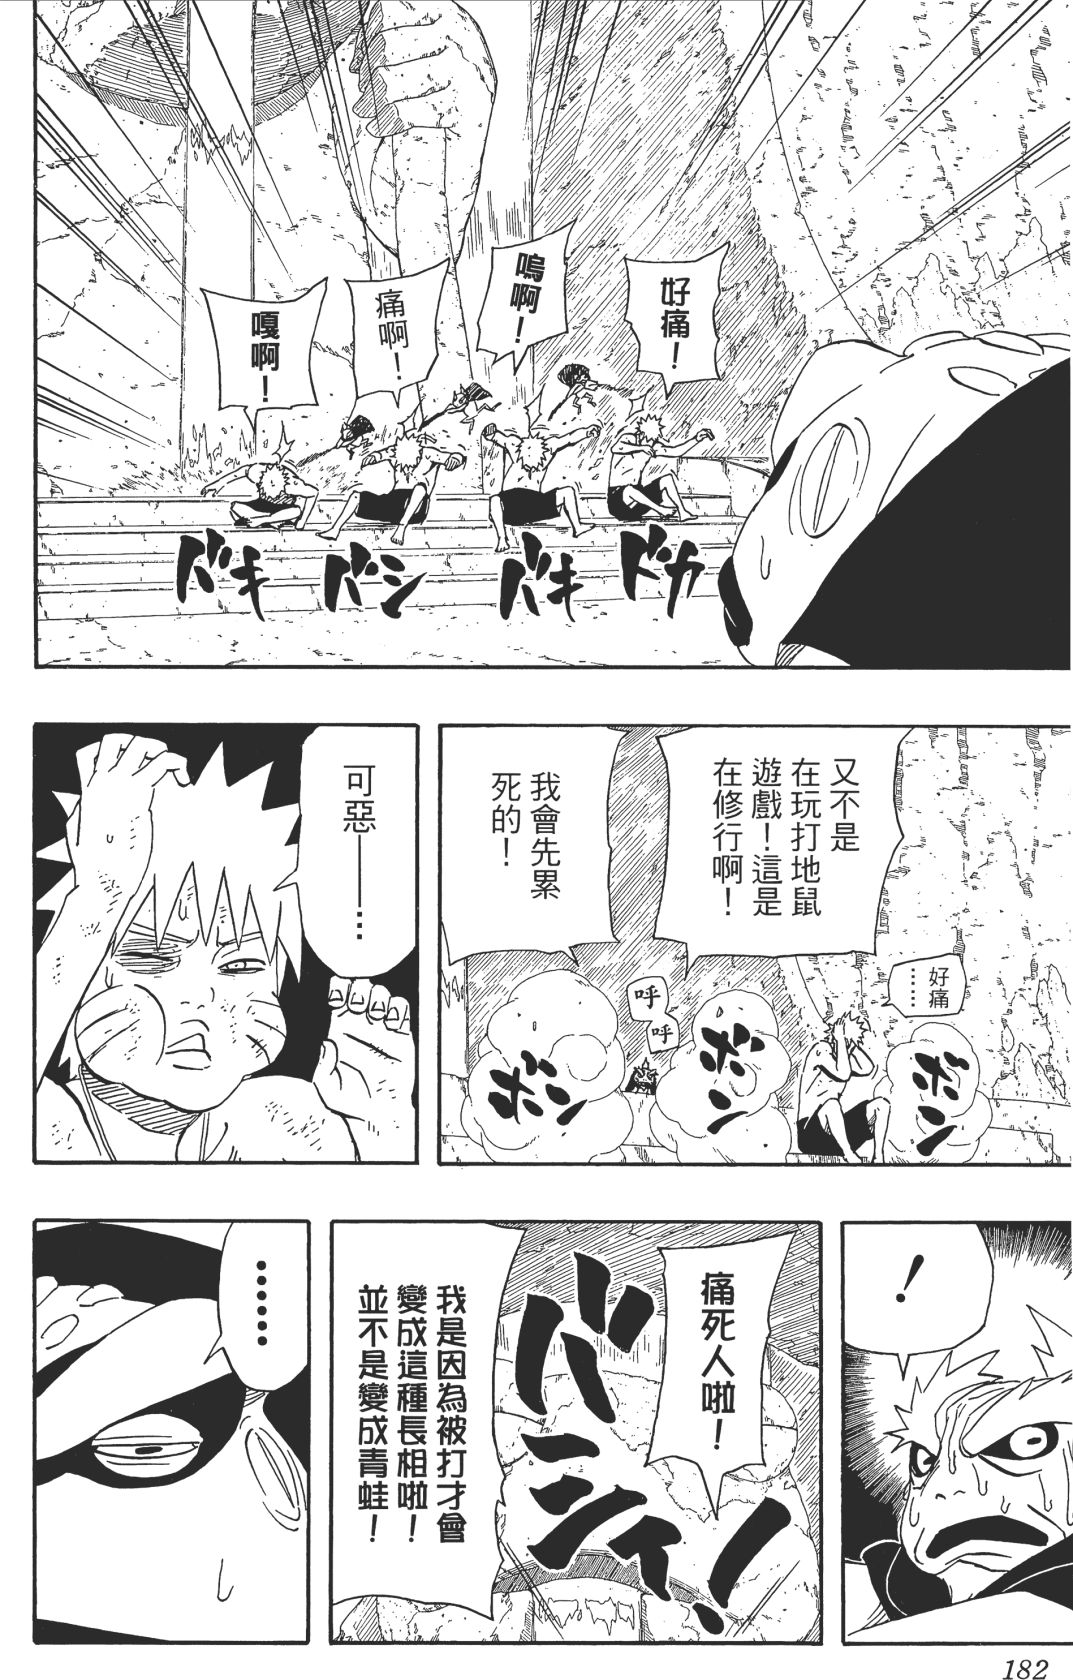 好痛！
嗚啊！
痛啊！
嘎啊！
ドカ
バキ
バシ
バキ
又不是
在玩打地鼠
遊戲！這是
在修行啊！
我會先累
死的！
好痛
……
呼
呼
ボン
ボン
ボン
可惡——…
！
痛死人啦！
バシィ！
我是因為被打才會
變成這種長相啦！
並不是變成青蛙！
……
182